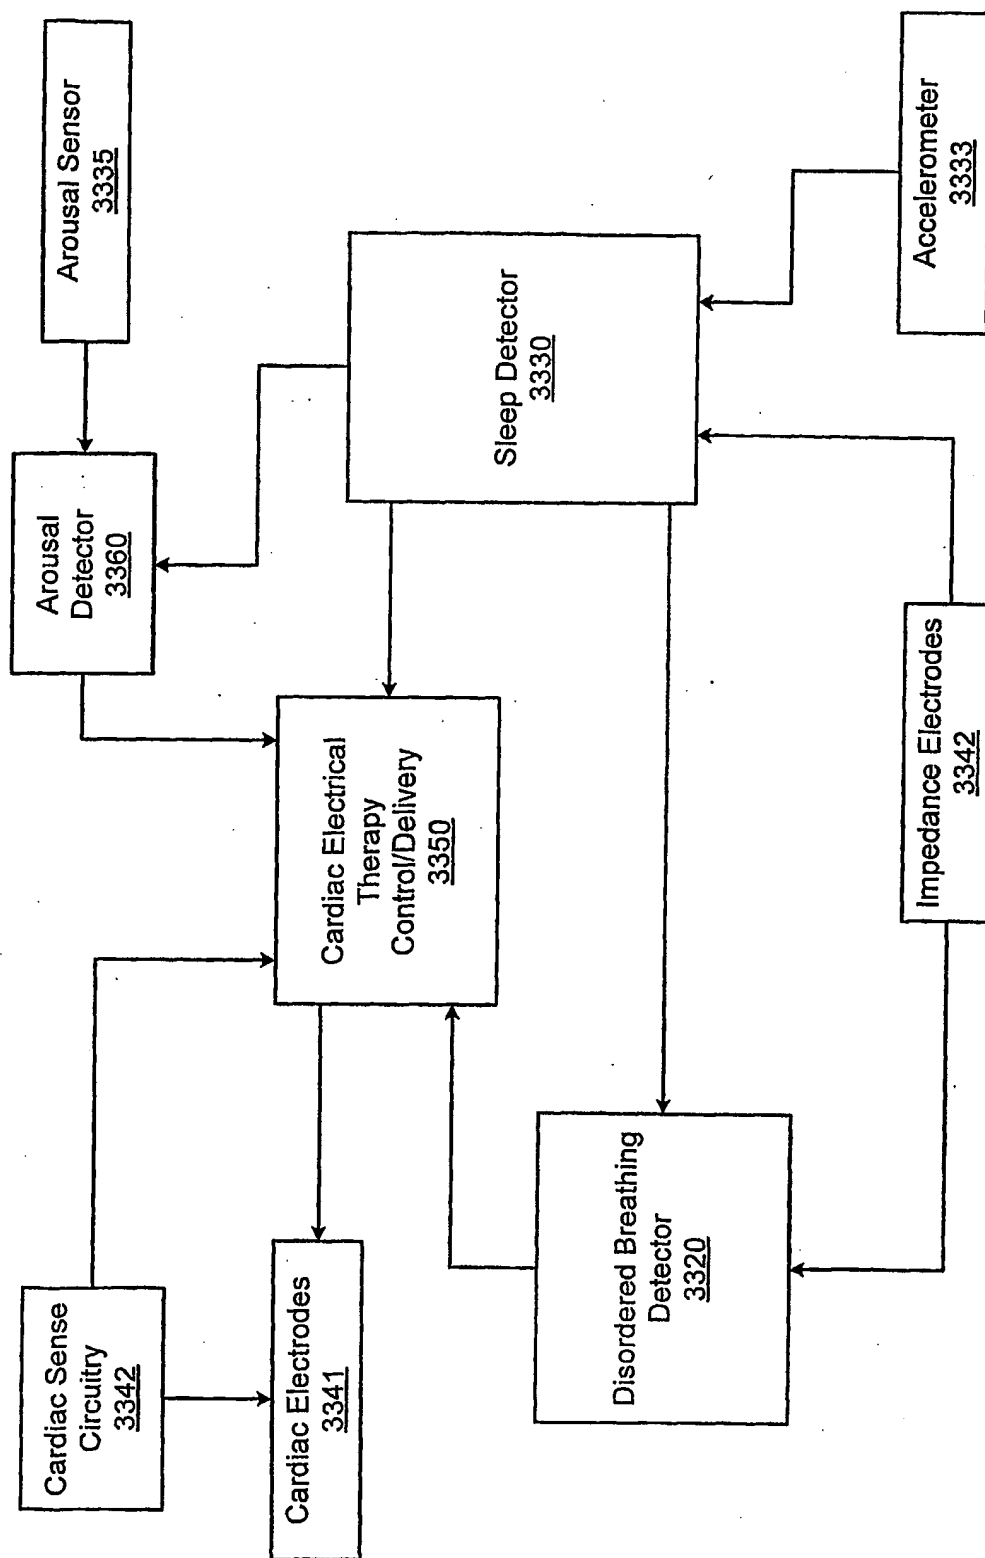 Cardiac Sense
Circuitry
3342
Cardiac Electrodes
3341
Arousal
Detector
3360
Arousal Sensor
3335
Cardiac Electrical
Therapy
Control/Delivery
3350
Sleep Detector
3330
Disordered Breathing
Detector
3320
Impedance Electrodes
3342
Accelerometer
3333